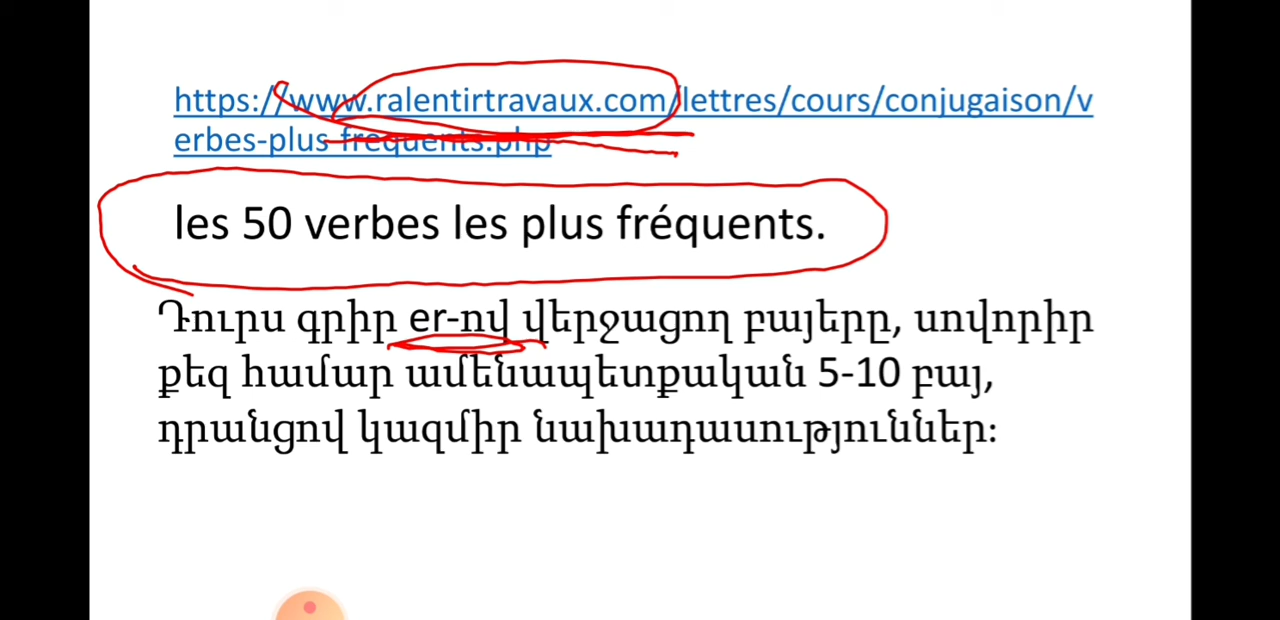 https://www.ralentirtravaux.com/lettres/cours/conjugaison/v
erbes-plus-frequents.php
les 50 verbes les plus fréquents.
Դուրս գրիր er-ով վերջացող բայերը, սովորիր
քեզ համար ամենապետքական 5-10 բայ,
դրանցով կազմիր նախադասություններ։